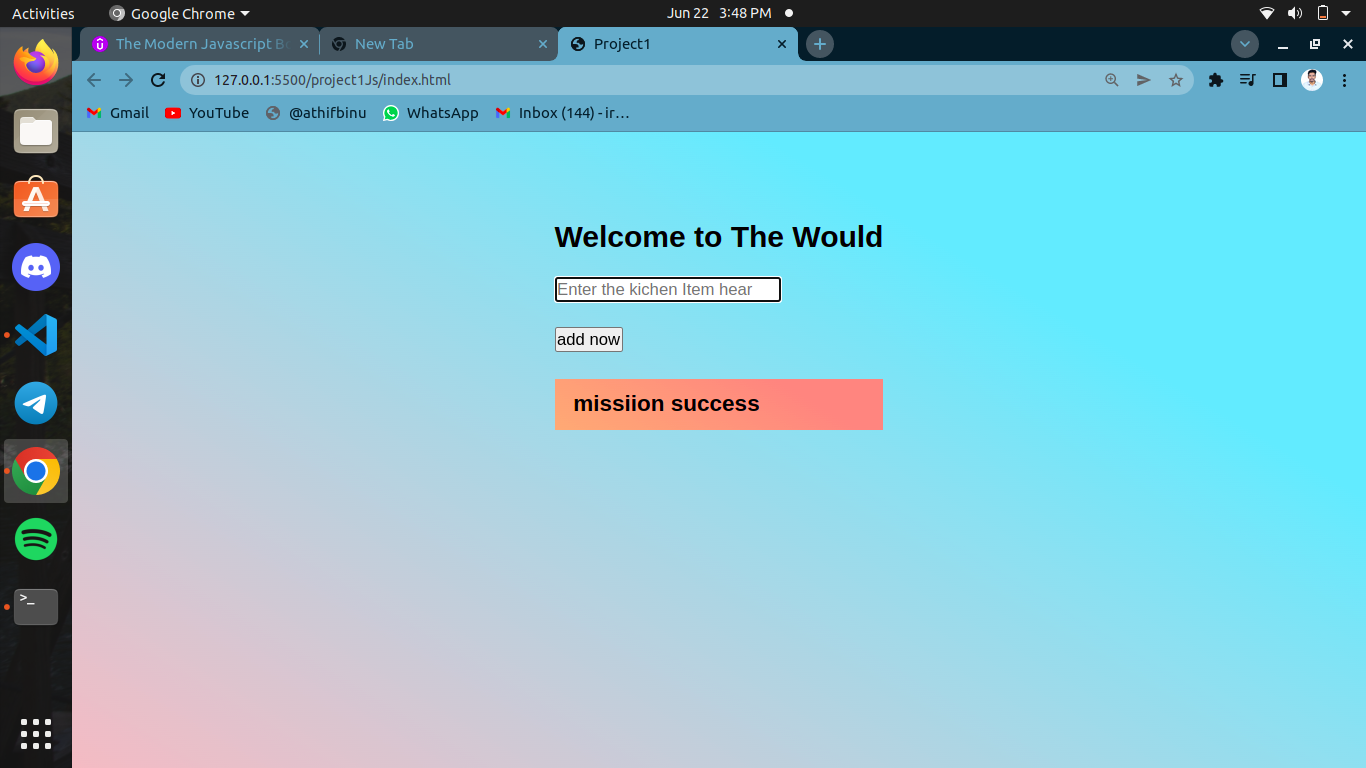 Activities Google Chrome Jun 22 3:48 PM
The Modern Javascript B New Tab Project1
127.0.0.1:5500/project1Js/index.html
Gmail YouTube @athifbinu WhatsApp Inbox (144) - ir…
Welcome to The Would
Enter the kichen Item hear
add now
missiion success
>_